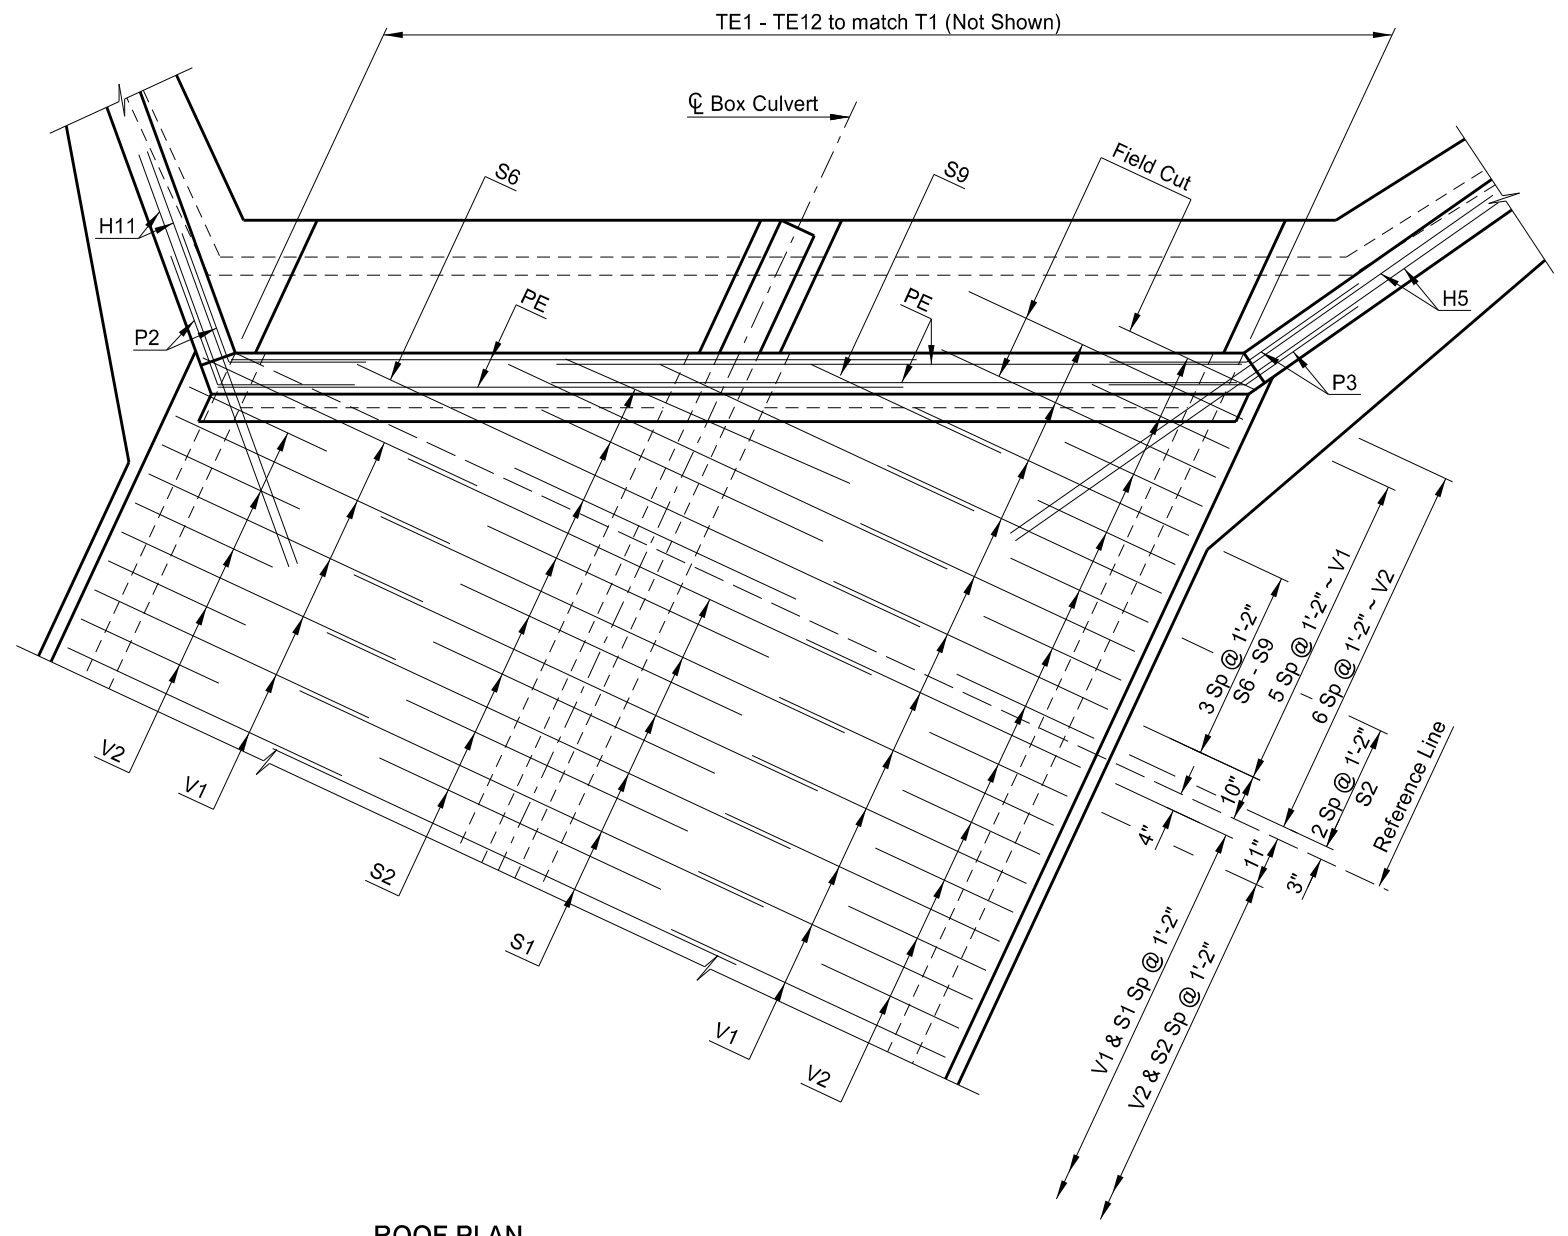 TE1 - TE12 to match T1 (Not Shown)
℄ Box Culvert
Field Cut
S6
S9
H11
PE
PE
H5
P2
P3
3 Sp @ 1'-2"
S6 - S9
5 Sp @ 1'-2" ~ V1
6 Sp @ 1'-2" ~ V2
2 Sp @ 1'-2"
S2
Reference Line
10"
4"
11"
3"
V2
V1
S2
S1
V1
V2
V1 & S1 Sp @ 1'-2"
V2 & S2 Sp @ 1'-2"
ROOF PLAN